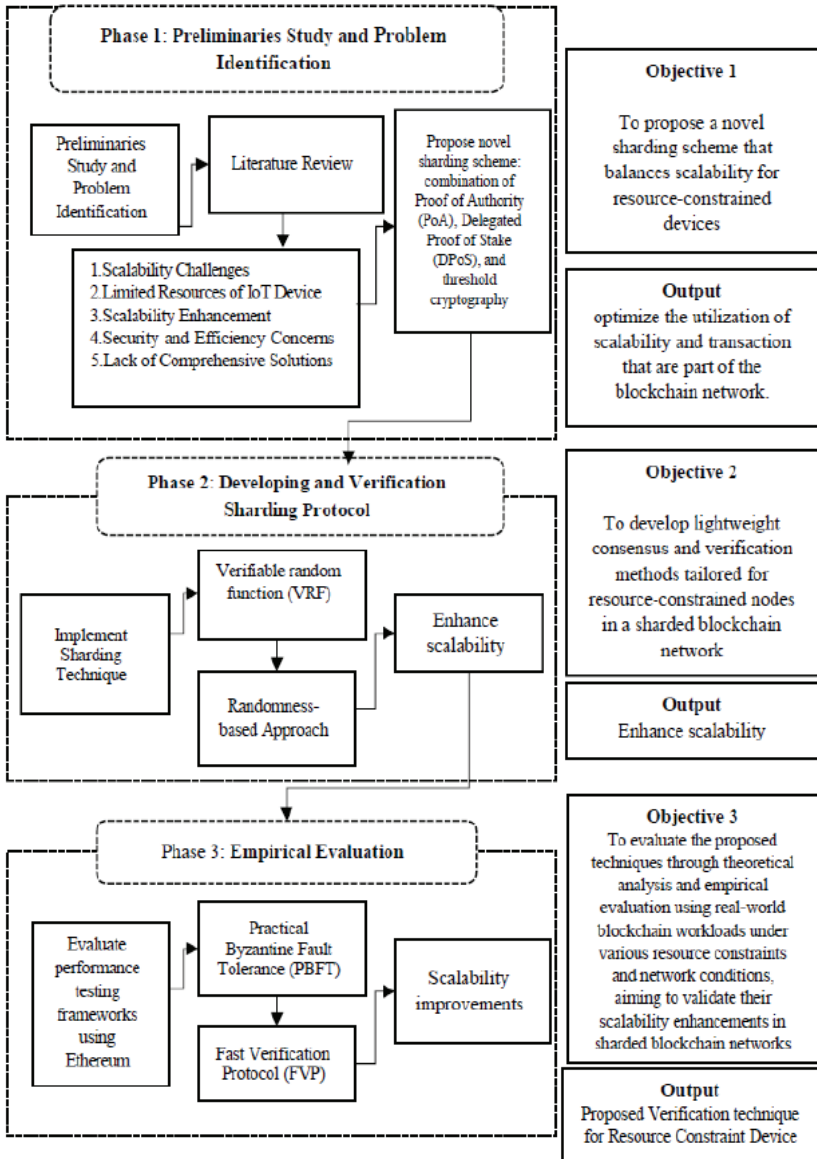 Phase 1: Preliminaries Study and Problem
Identification
Preliminaries
Study and
Problem
Identification
Literature Review
Propose novel
sharding scheme:
combination of
Proof of Authority
(PoA), Delegated
Proof of Stake
(DPoS), and
threshold
cryptography
1.Scalability Challenges
2.Limited Resources of IoT Device
3.Scalability Enhancement
4.Security and Efficiency Concerns
5.Lack of Comprehensive Solutions
Objective 1
To propose a novel
sharding scheme that
balances scalability for
resource-constrained
devices
Output
optimize the utilization of
scalability and transaction
that are part of the
blockchain network.
Phase 2: Developing and Verification
Sharding Protocol
Implement
Sharding
Technique
Verifiable random
function (VRF)
Randomness-
based Approach
Enhance
scalability
Objective 2
To develop lightweight
consensus and verification
methods tailored for
resource-constrained nodes
in a sharded blockchain
network
Output
Enhance scalability
Phase 3: Empirical Evaluation
Evaluate
performance
testing
frameworks
using
Ethereum
Practical
Byzantine Fault
Tolerance (PBFT)
Fast Verification
Protocol (FVP)
Scalability
improvements
Objective 3
To evaluate the proposed
techniques through theoretical
analysis and empirical
evaluation using real-world
blockchain workloads under
various resource constraints
and network conditions,
aiming to validate their
scalability enhancements in
sharded blockchain networks
Output
Proposed Verification technique
for Resource Constraint Device